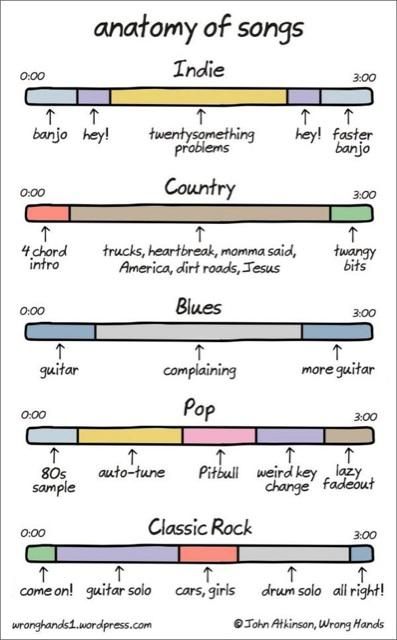 anatomy of songs
Indie
0:00 3:00
banjo hey! twentysomething problems hey! faster banjo
Country
0:00 3:00
4 chord intro trucks, heartbreak, momma said, America, dirt roads, Jesus twangy bits
Blues
0:00 3:00
guitar complaining more guitar
Pop
0:00 3:00
80s sample auto-tune Pitbull weird key change lazy fadeout
Classic Rock
0:00 3:00
come on! guitar solo cars, girls drum solo all right!
wronghands1.wordpress.com © John Atkinson, Wrong Hands